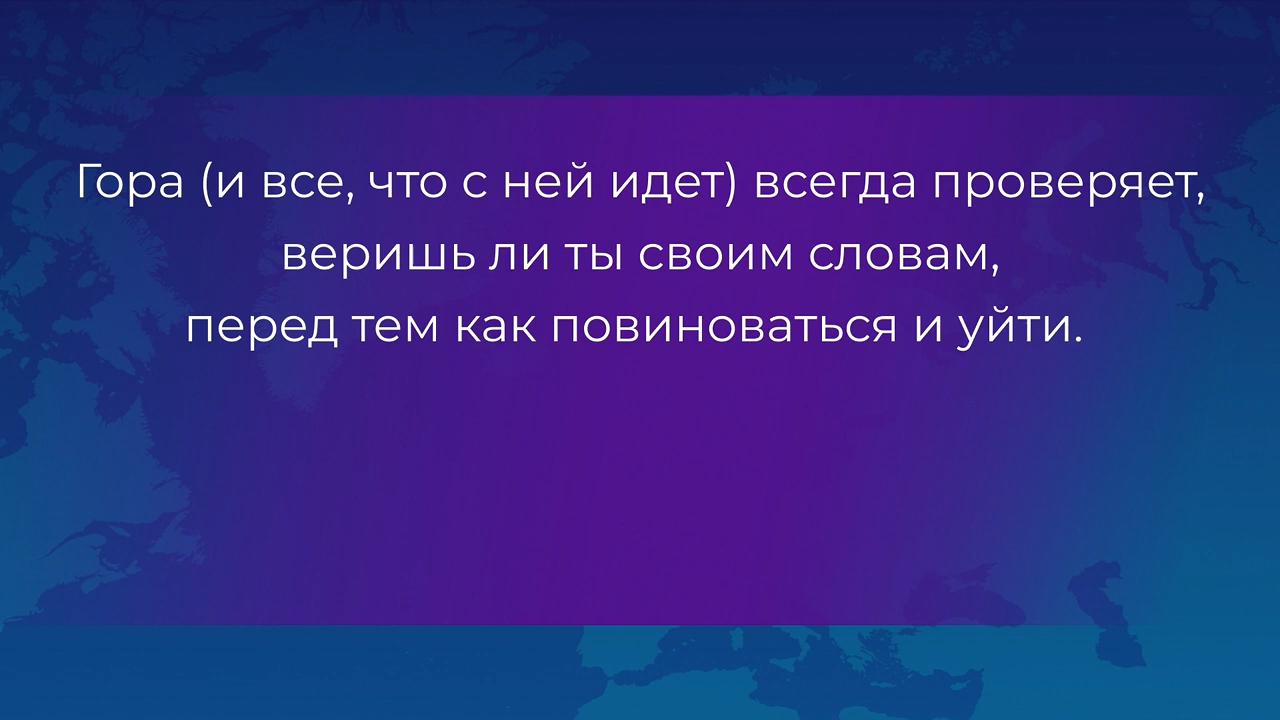 Гора (и все, что с ней идет) всегда проверяет,
веришь ли ты своим словам,
перед тем как повиноваться и уйти.